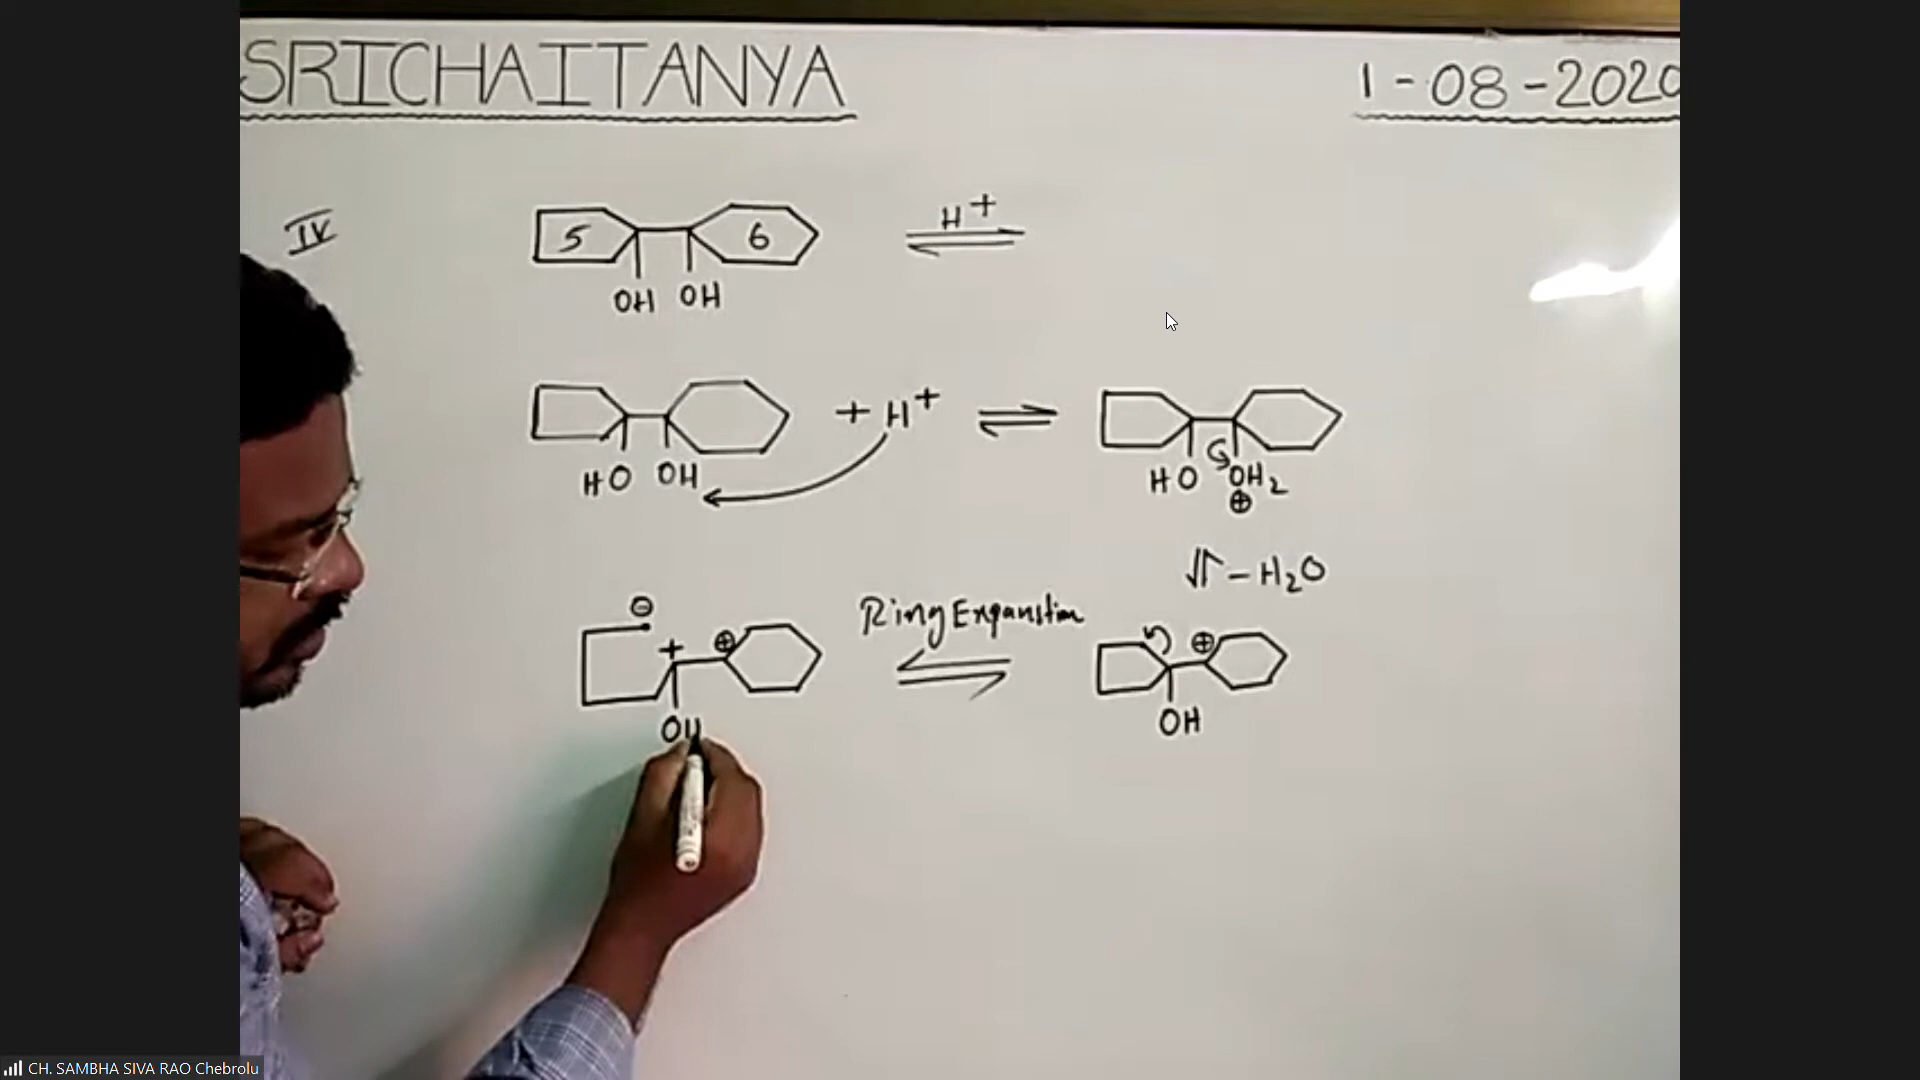 SRICHAITANYA
1-08-2020
IV
5 6 H+
OH OH
+ H+
HO OH HO OH2
⊕
-H2O
⊖ + ⊕ Ring Expanstion ⊕
OH OH
CH. SAMBHA SIVA RAO Chebrolu